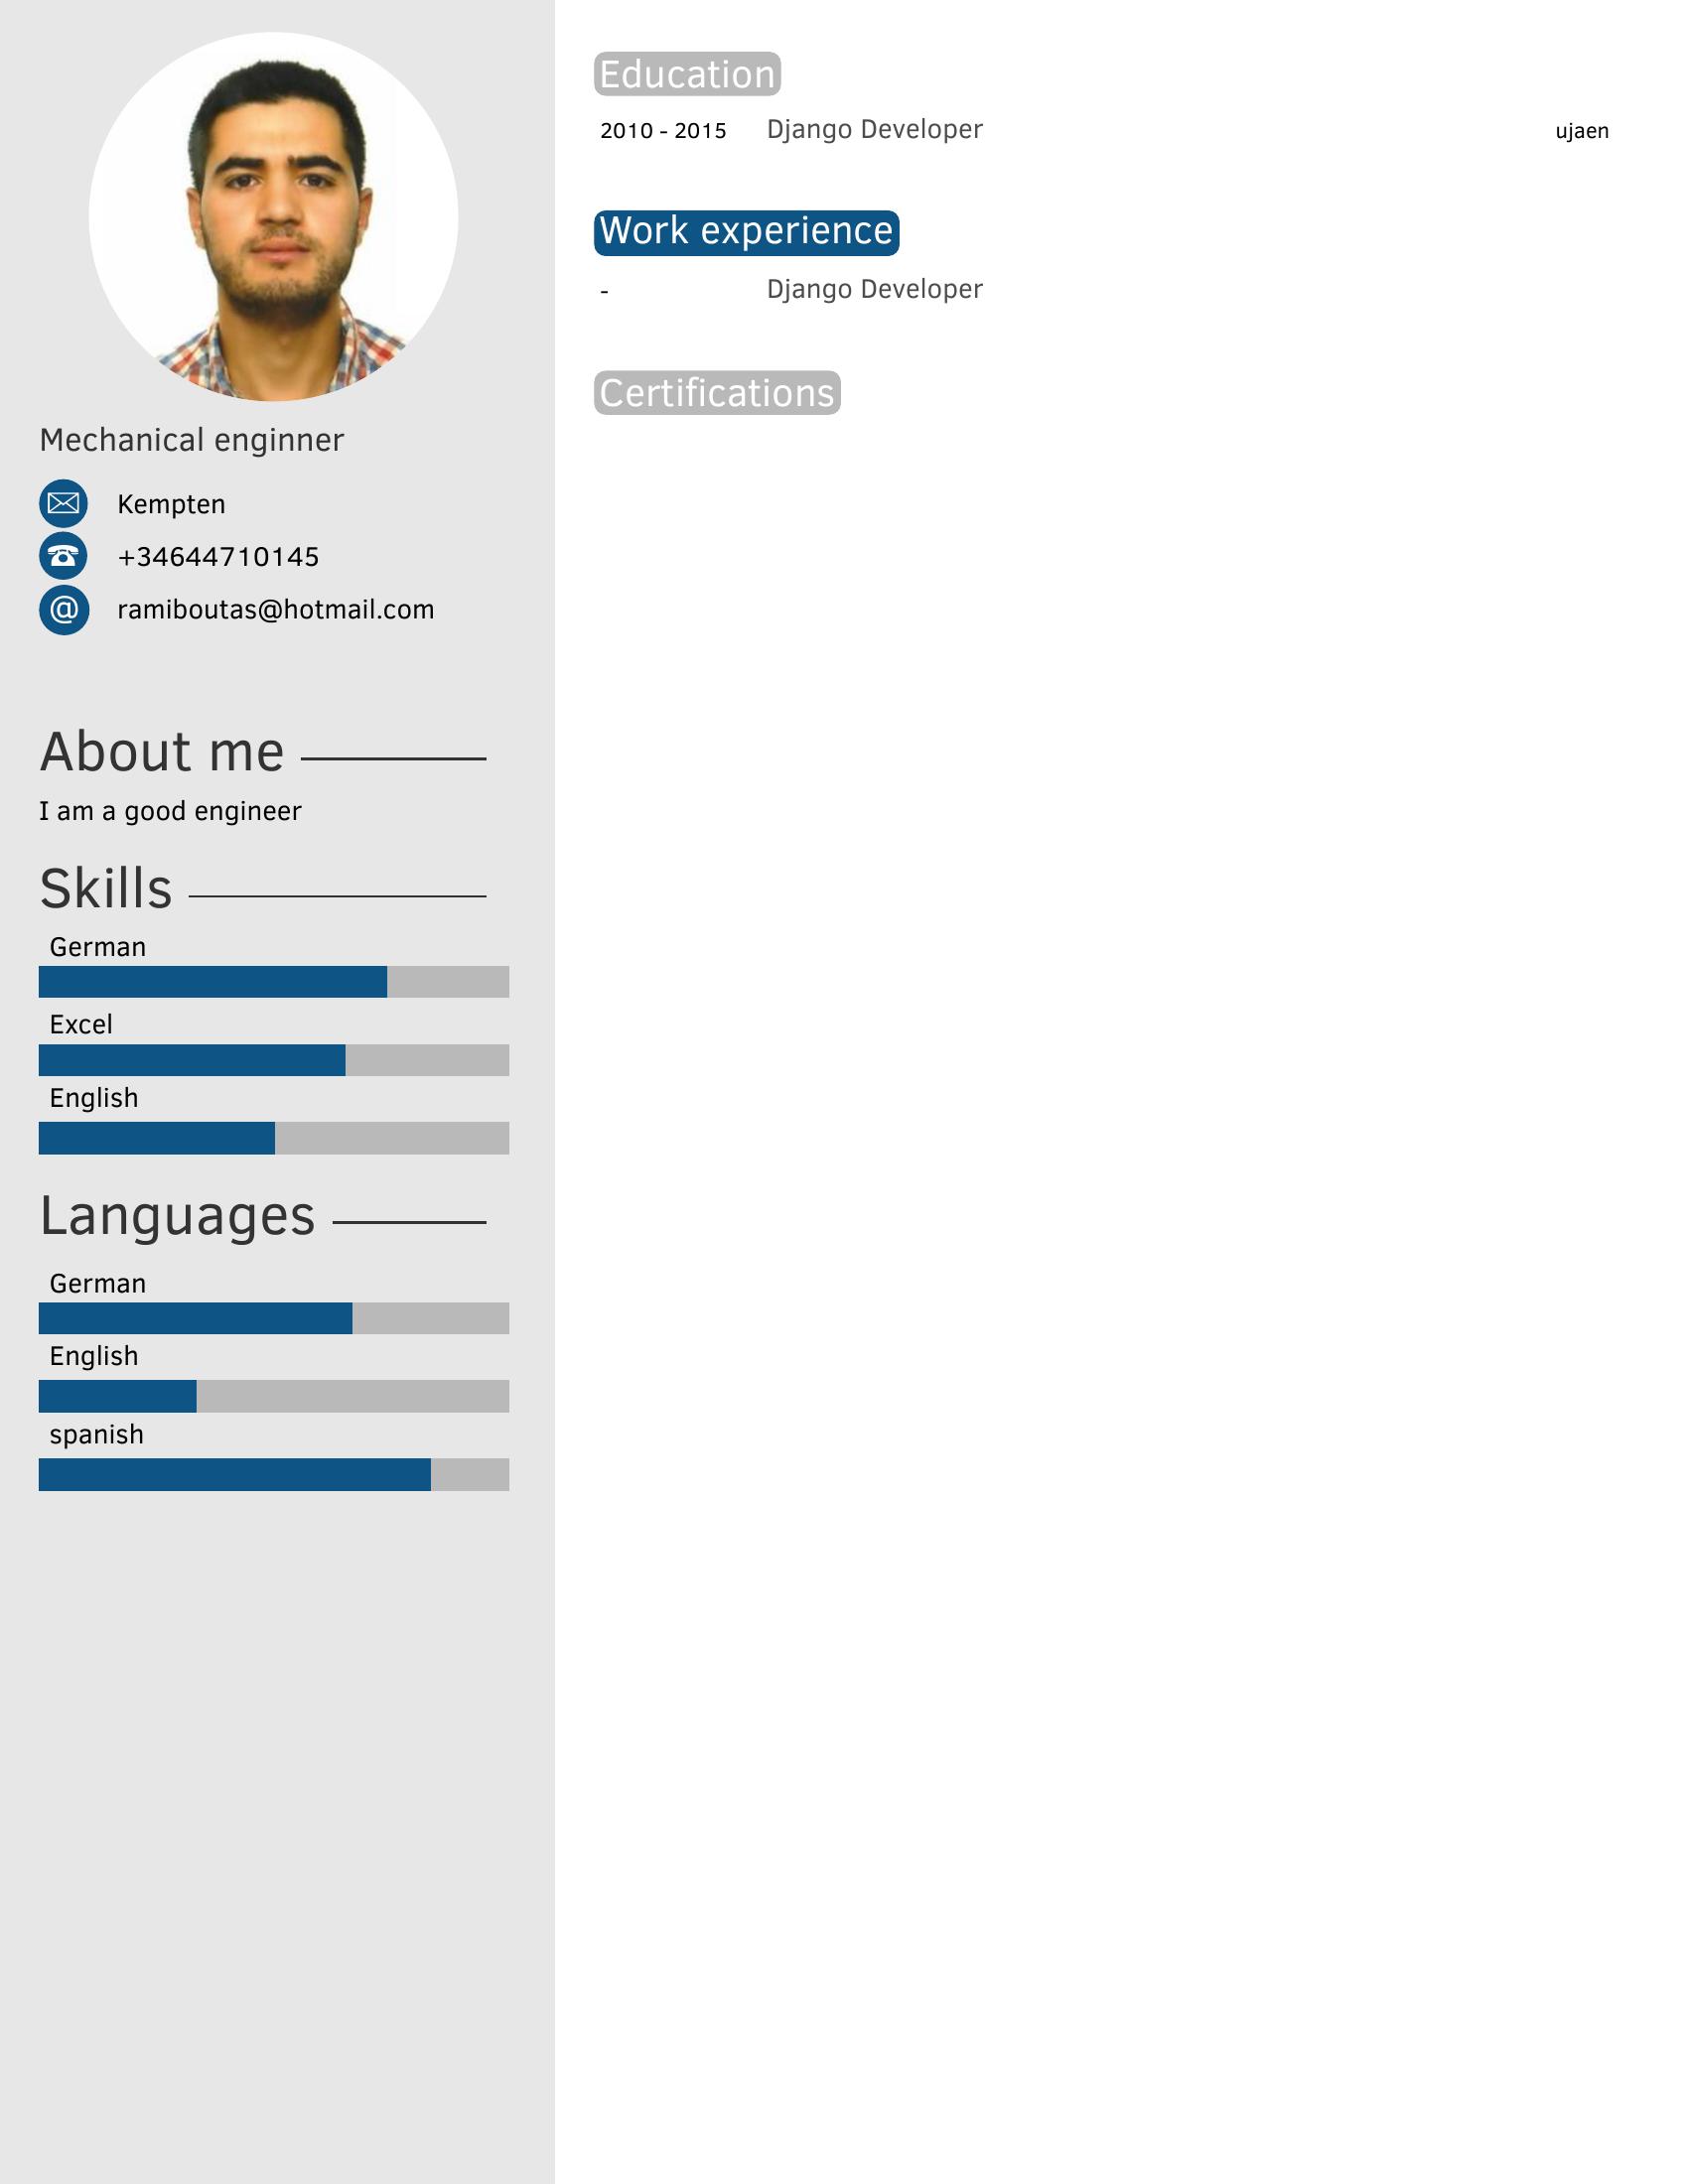 Mechanical enginner
Kempten
+34644710145
@
ramiboutas@hotmail.com
About me
I am a good engineer
Skills
German
Excel
English
Languages
German
English
spanish
Education
2010 - 2015 Django Developer ujaen
Work experience
- Django Developer
Certifications